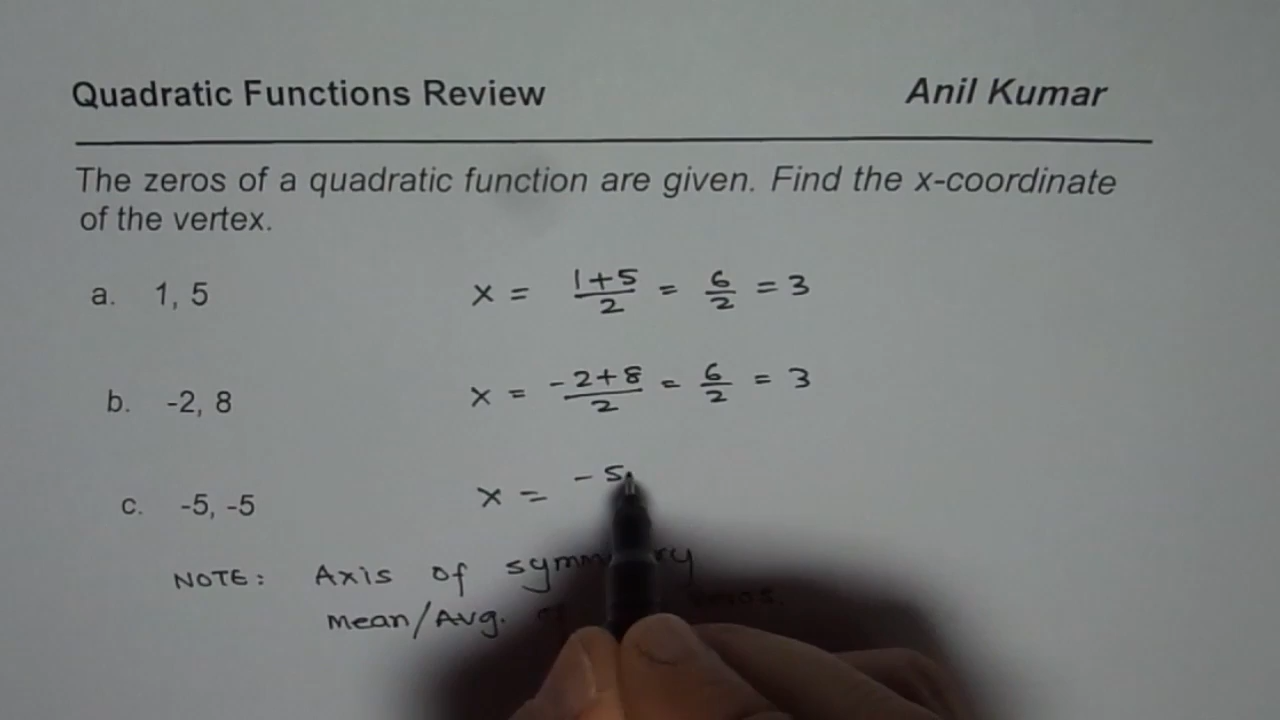 Quadratic Functions Review Anil Kumar
The zeros of a quadratic function are given. Find the x-coordinate
of the vertex.
a. 1, 5 x = (1+5)/2 = 6/2 = 3
b. -2, 8 x = (-2+8)/2 = 6/2 = 3
c. -5, -5 x = -5
NOTE: Axis of symmetry
Mean/Avg.